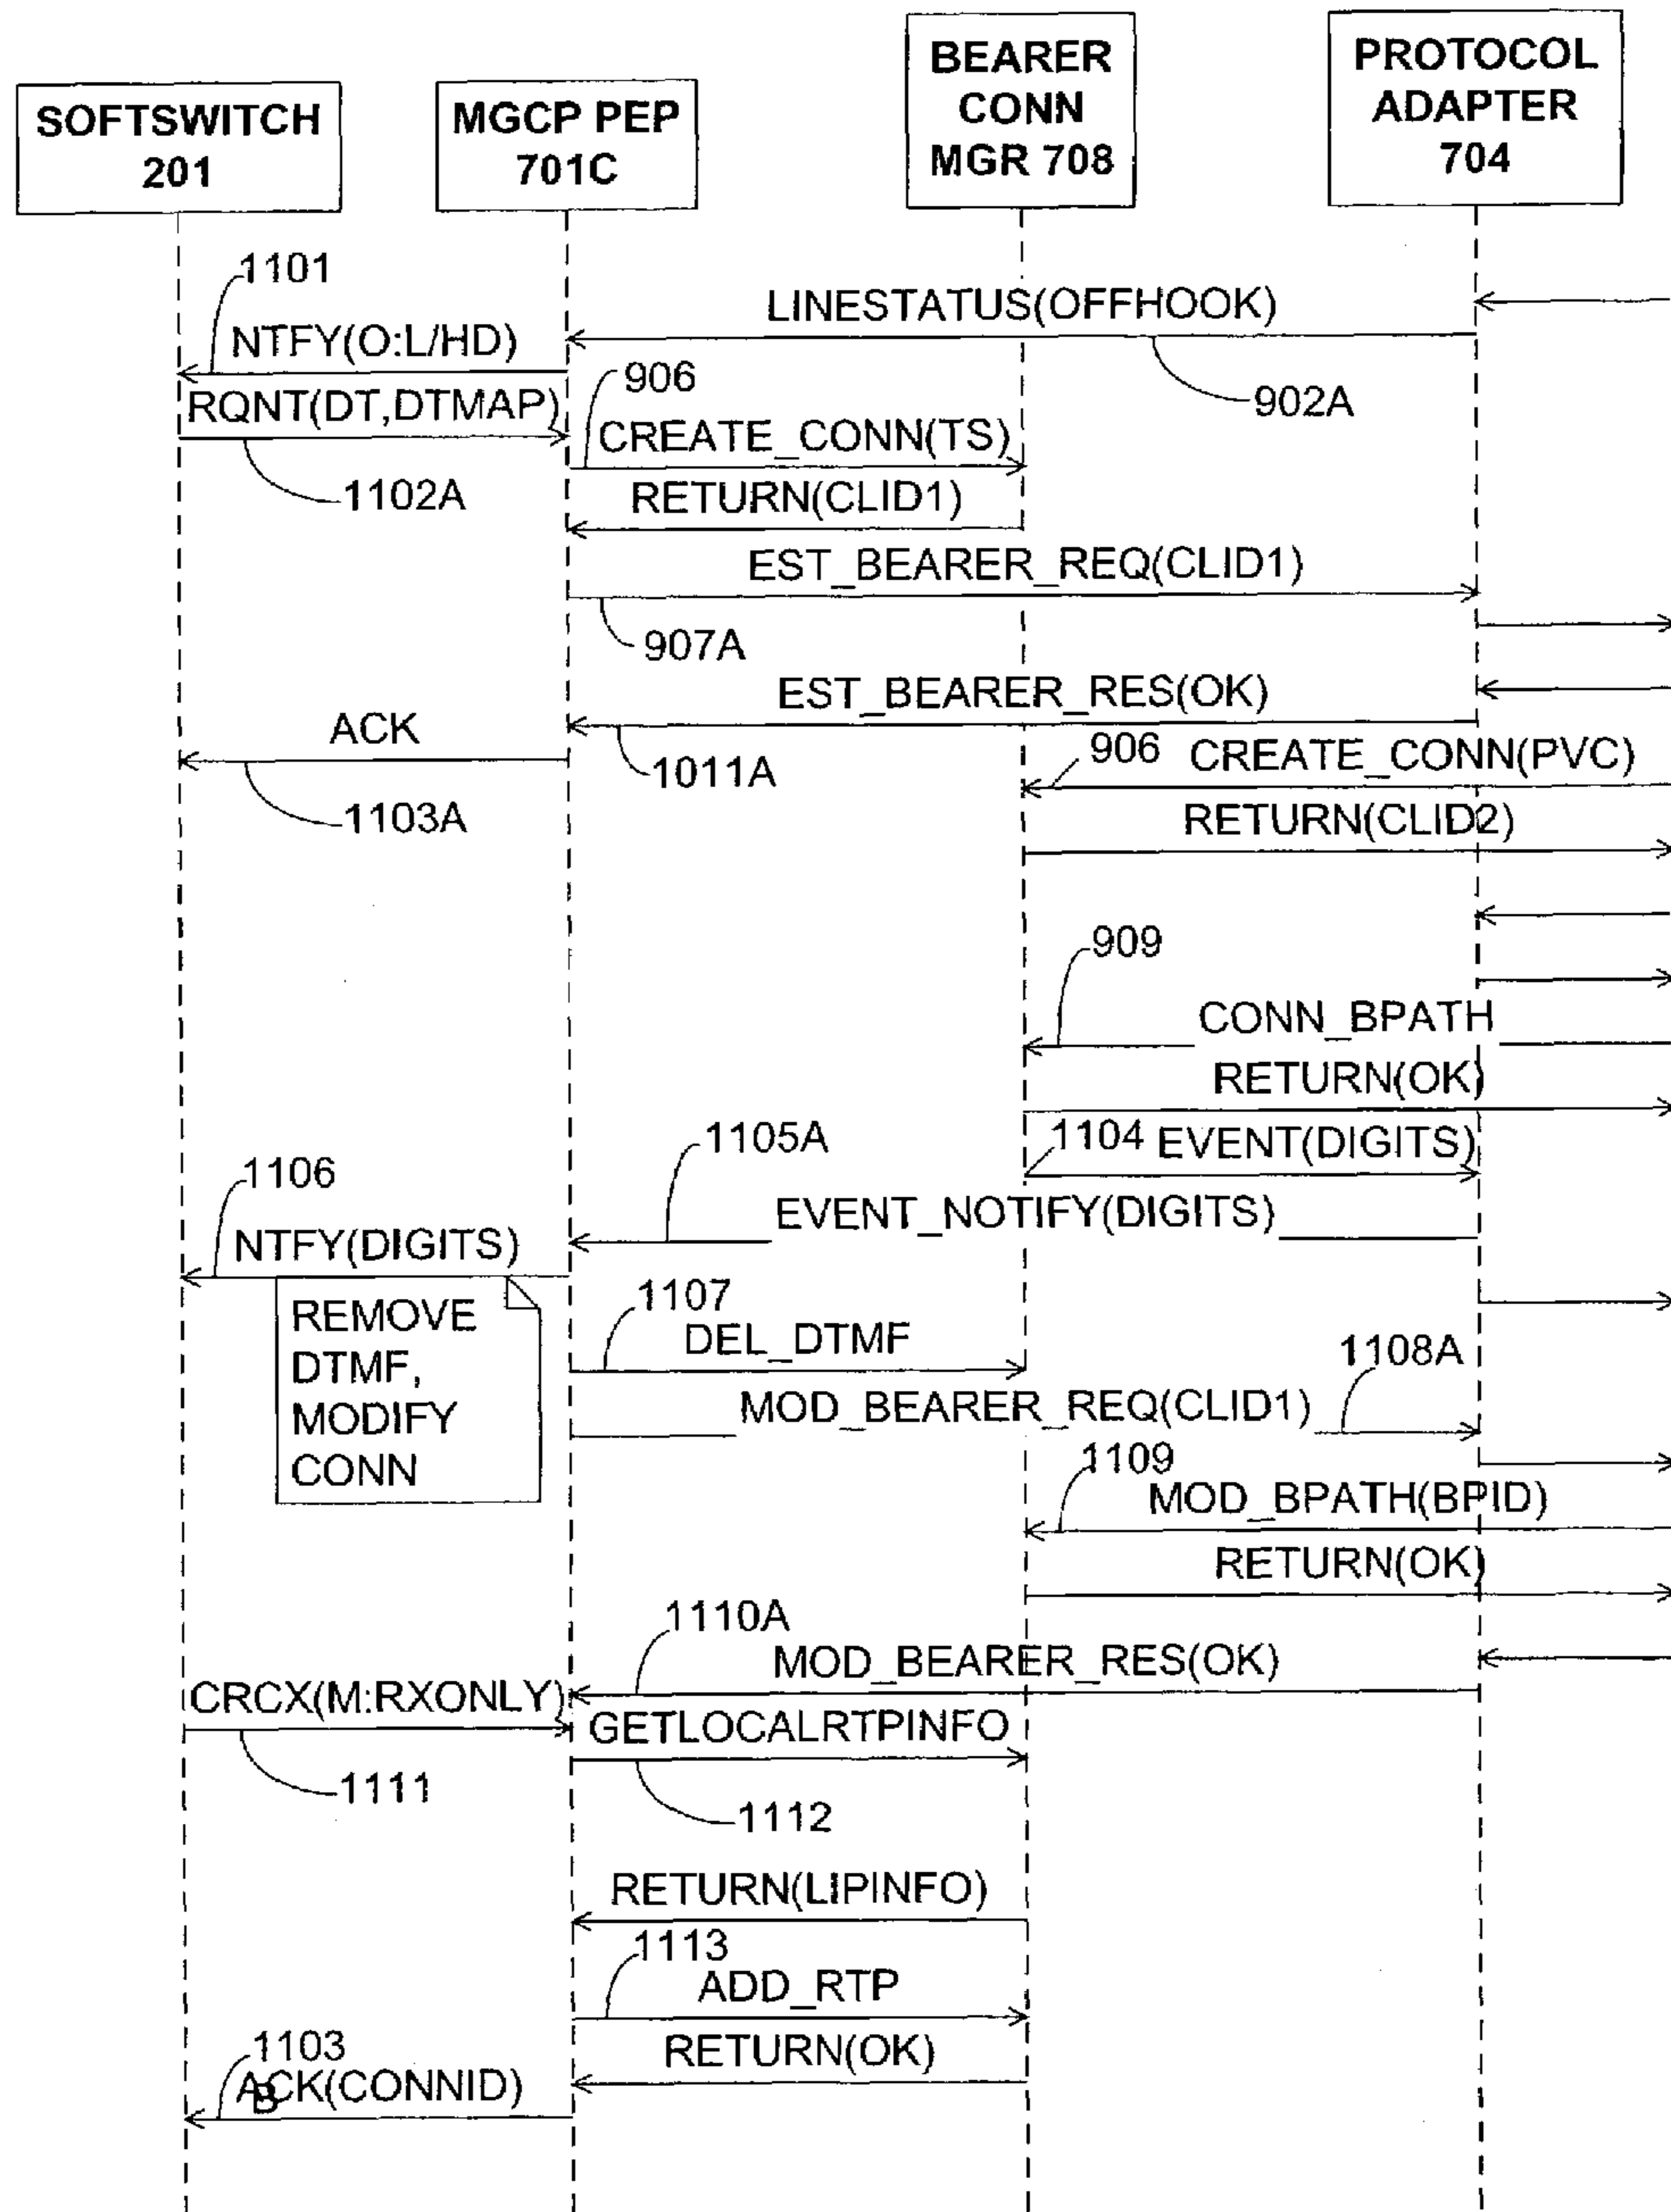 SOFTSWITCH
201
MGCP PEP
701C
BEARER
CONN
MGR 708
PROTOCOL
ADAPTER
704
1101
LINESTATUS(OFFHOOK)
NTFY(O:L/HD)
902A
906
RQNT(DT,DTMAP)
CREATE_CONN(TS)
1102A
RETURN(CLID1)
EST_BEARER_REQ(CLID1)
907A
EST_BEARER_RES(OK)
ACK
1011A
906
CREATE_CONN(PVC)
1103A
RETURN(CLID2)
909
CONN_BPATH
RETURN(OK)
1105A
1104
EVENT(DIGITS)
1106
EVENT_NOTIFY(DIGITS)
NTFY(DIGITS)
REMOVE
DTMF,
MODIFY
CONN
1107
DEL_DTMF
1108A
MOD_BEARER_REQ(CLID1)
1109
MOD_BPATH(BPID)
RETURN(OK)
1110A
MOD_BEARER_RES(OK)
CRCX(M:RXONLY)
GETLOCALRTPINFO
1111
1112
RETURN(LIPINFO)
1113
ADD_RTP
1103
B
RETURN(OK)
ACK(CONNID)